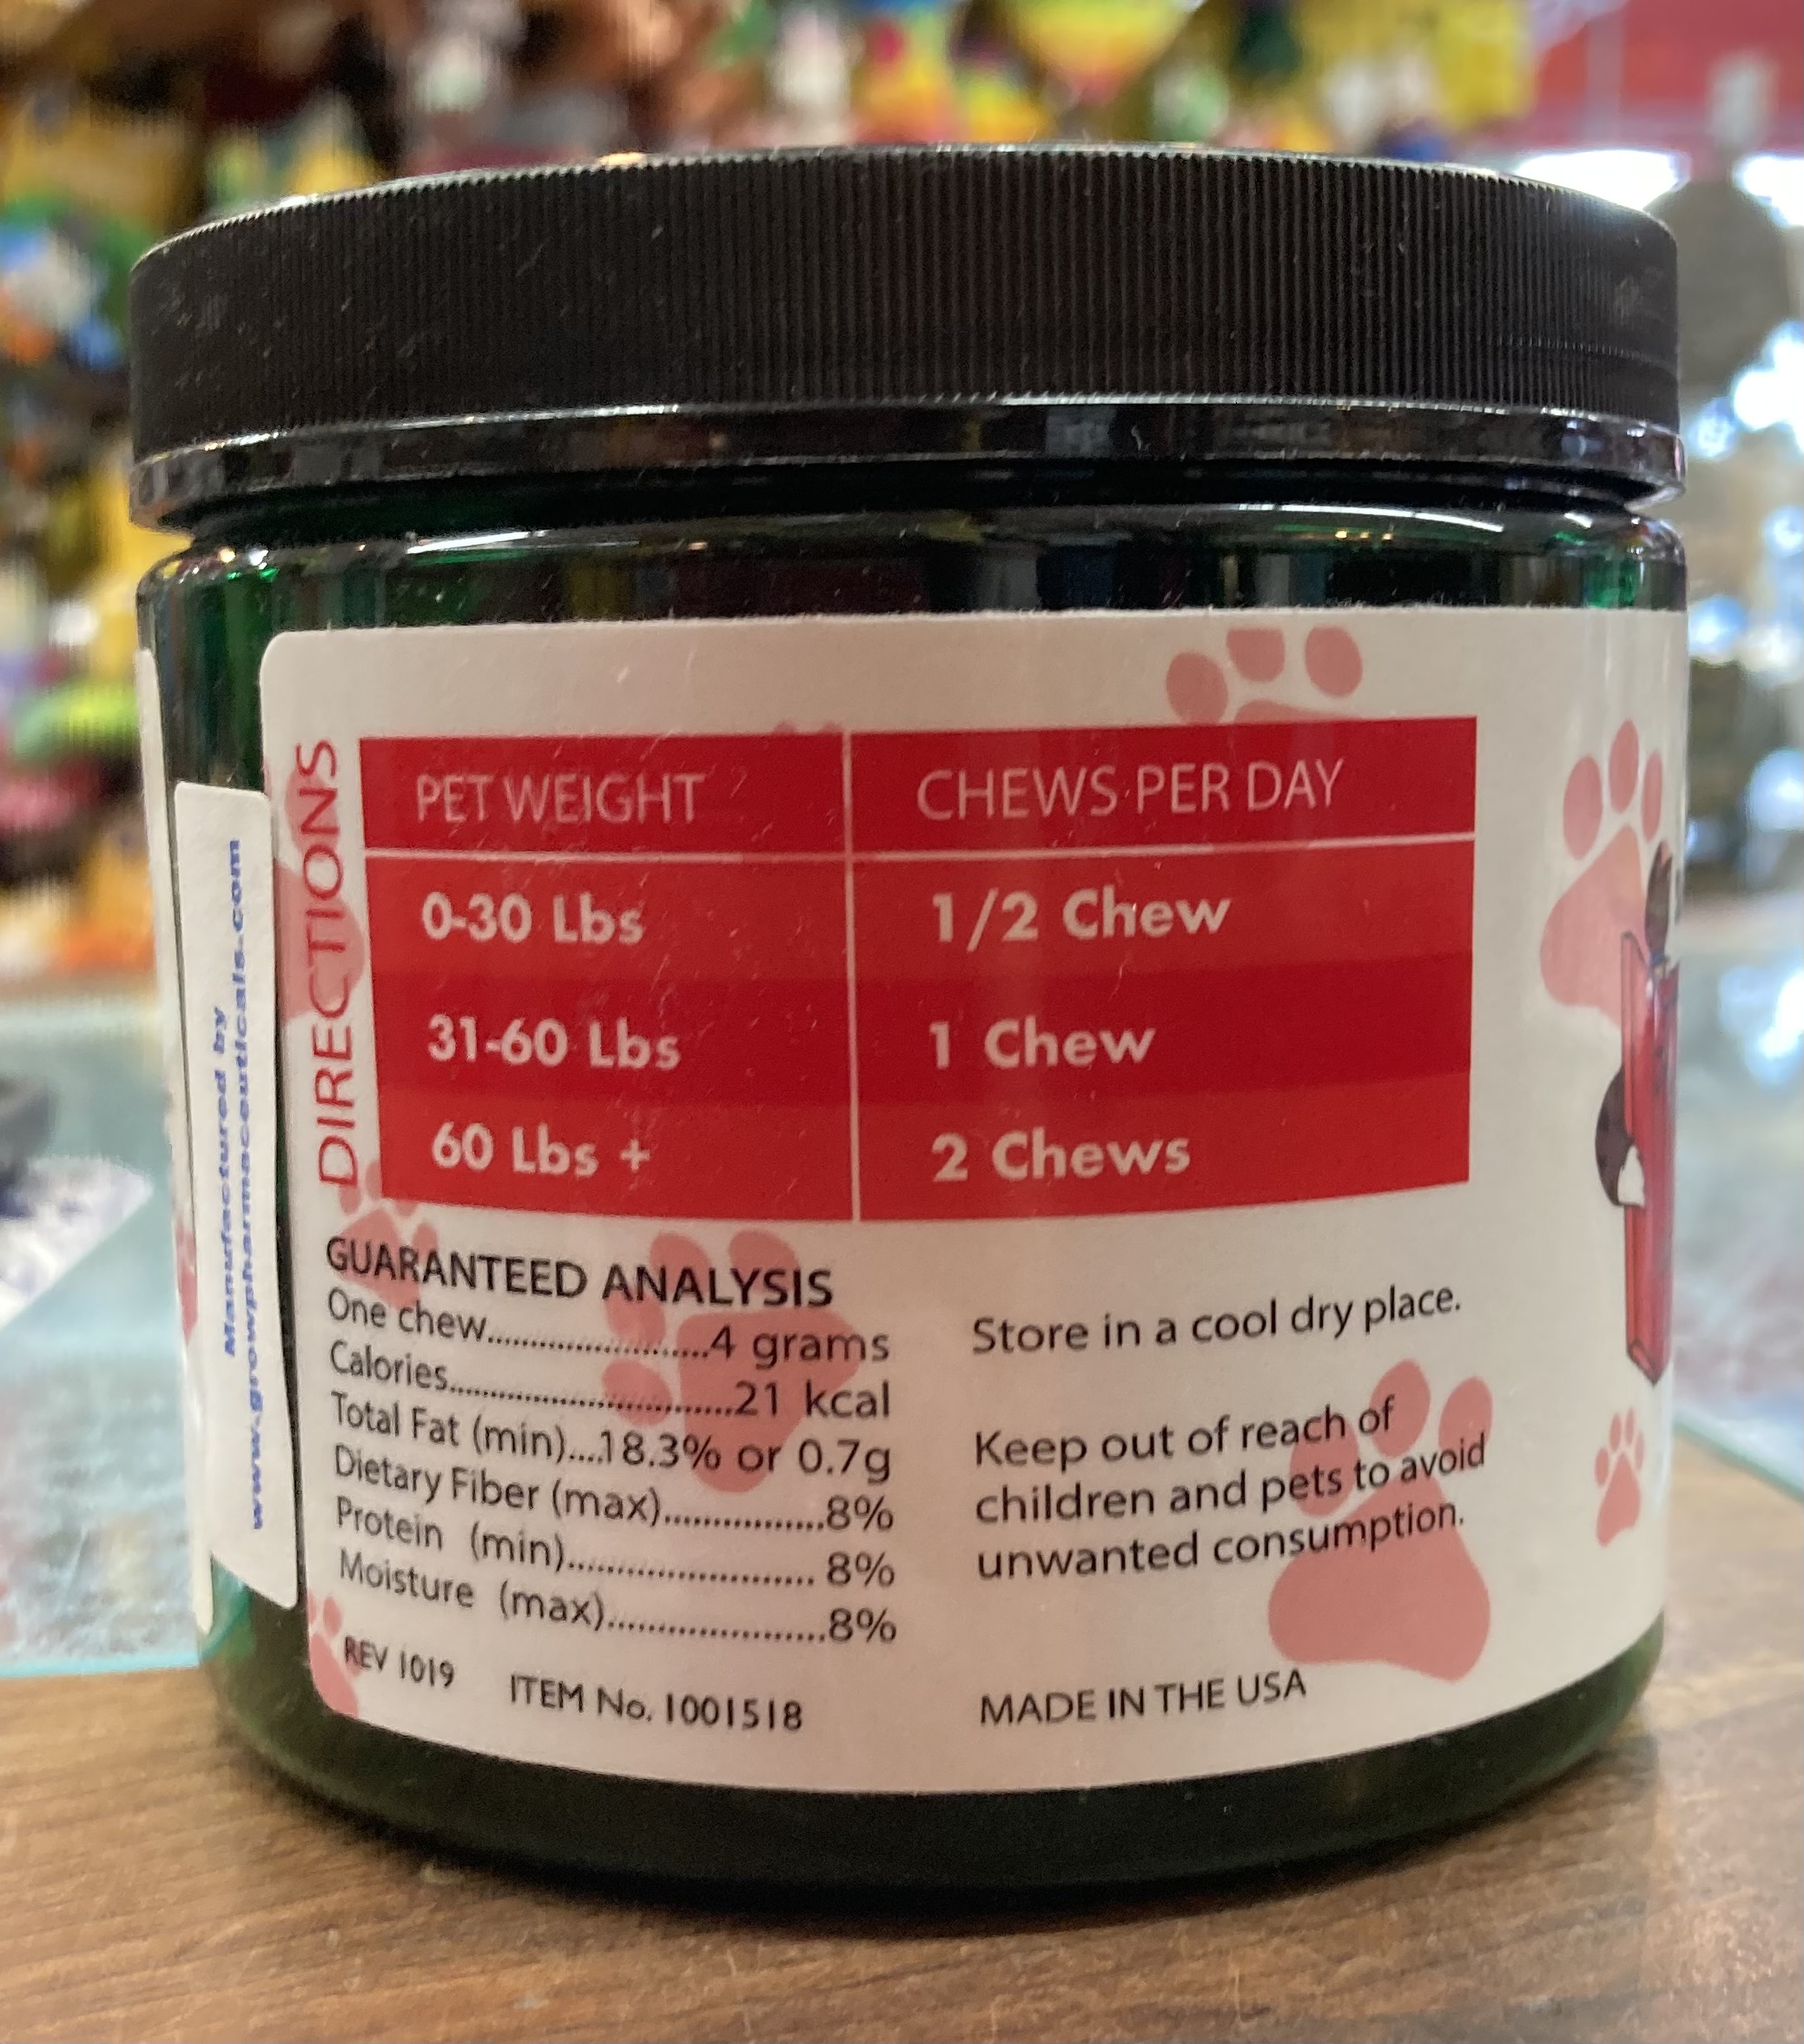 Manufactured by
www.growpharmaceuticals.com
DIRECTIONS
PET WEIGHT CHEWS PER DAY
0-30 Lbs 1/2 Chew
31-60 Lbs 1 Chew
60 Lbs + 2 Chews
GUARANTEED ANALYSIS
One chew.....................4 grams
Calories..........................21 kcal
Total Fat (min)....18.3% or 0.7g
Dietary Fiber (max)................8%
Protein (min)........................ 8%
Moisture (max).....................8%
REV 1019 ITEM No. 1001518
Store in a cool dry place.
Keep out of reach of
children and pets to avoid
unwanted consumption.
MADE IN THE USA